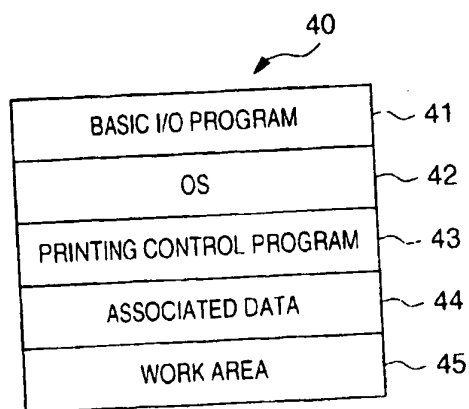 40
BASIC I/O PROGRAM 41
OS 42
PRINTING CONTROL PROGRAM 43
ASSOCIATED DATA 44
WORK AREA 45